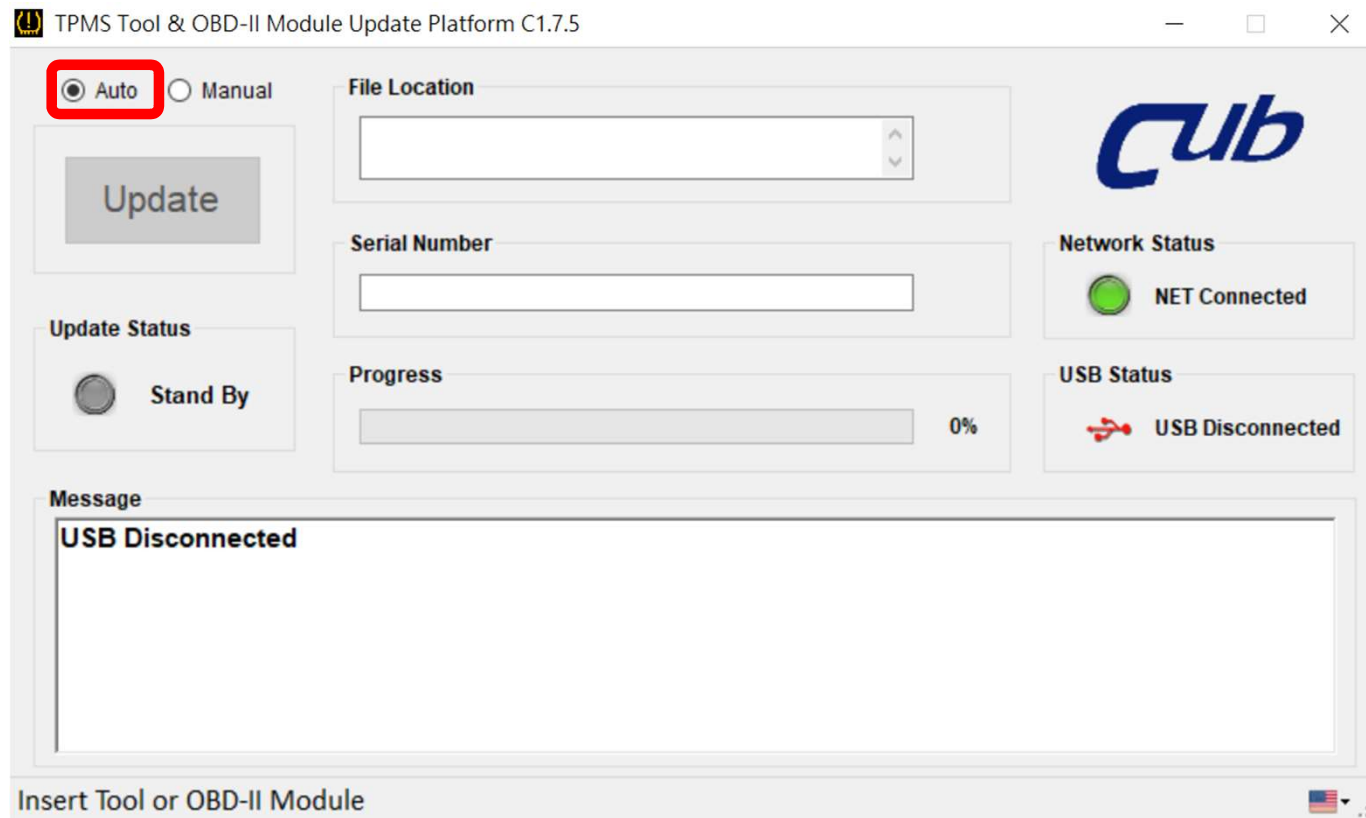 TPMS Tool & OBD-II Module Update Platform C1.7.5
Auto Manual
File Location
Cub
Update
Serial Number
Network Status
NET Connected
Update Status
Stand By
Progress
0%
USB Status
USB Disconnected
Message
USB Disconnected
Insert Tool or OBD-II Module